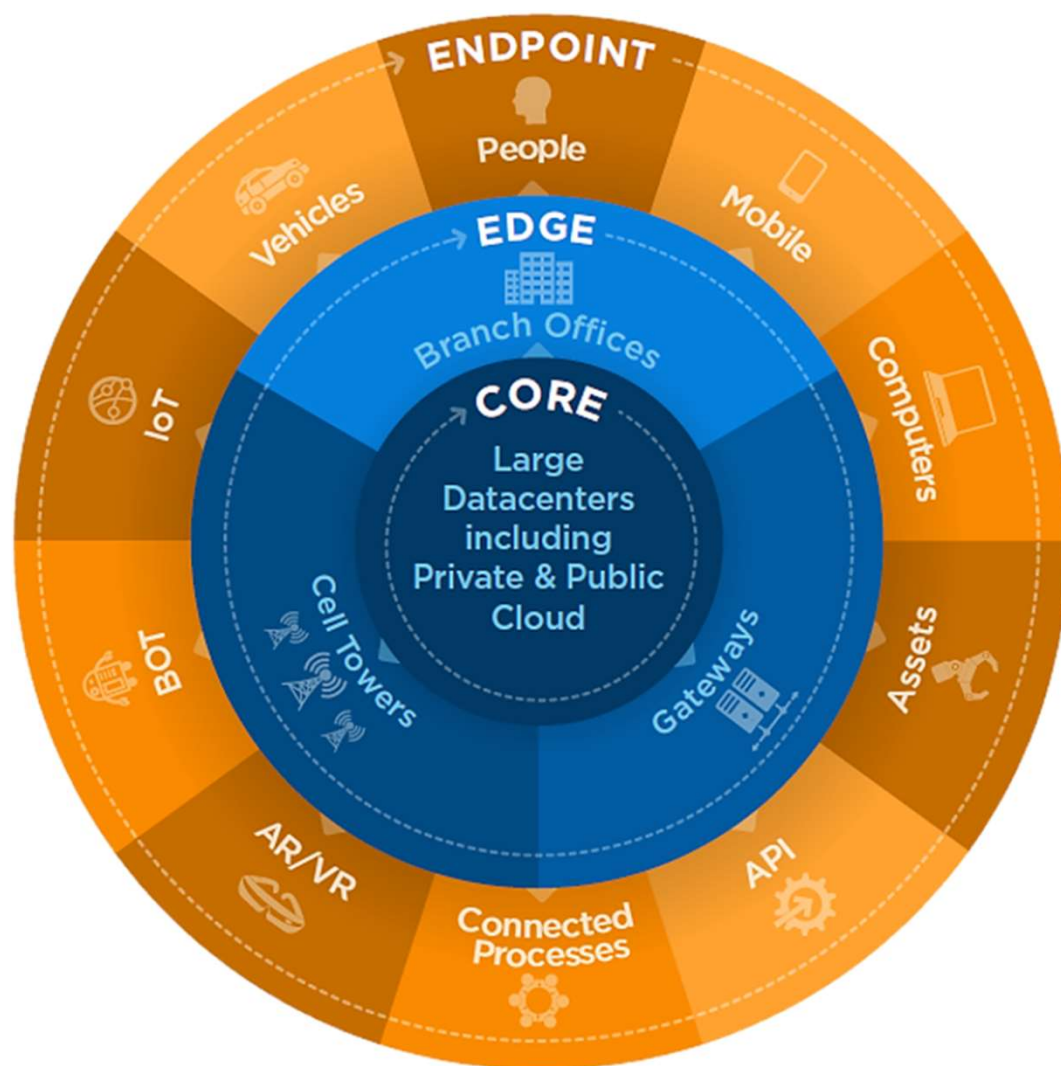 ENDPOINT
People
Mobile
Computers
Assets
API
Connected
Processes
AR/VR
BOT
IoT
Vehicles
EDGE
Branch Offices
Gateways
Cell Towers
CORE
Large
Datacenters
including
Private & Public
Cloud